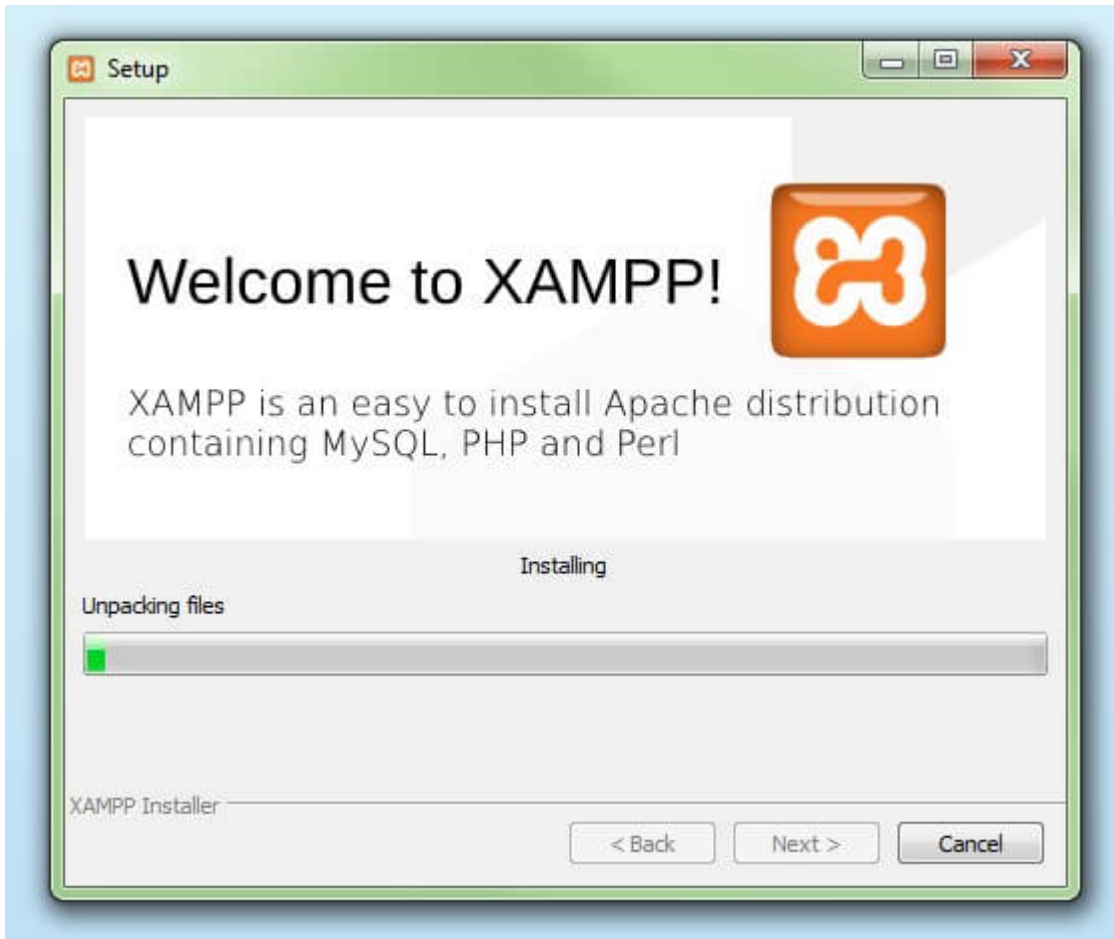 Setup
Welcome to XAMPP!
XAMPP is an easy to install Apache distribution
containing MySQL, PHP and Perl
Installing
Unpacking files
XAMPP Installer
< Back
Next >
Cancel